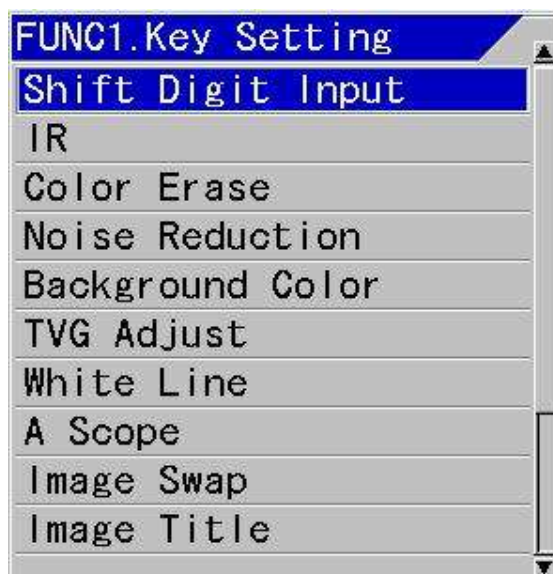 FUNC1.Key Setting
Shift Digit Input
IR
Color Erase
Noise Reduction
Background Color
TVG Adjust
White Line
A Scope
Image Swap
Image Title